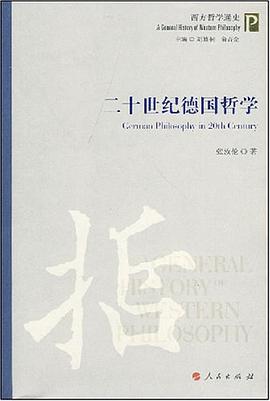 西方哲学通史
A General History of Western Philosophy
主编◎刘放桐 俞吾金
二十世纪德国哲学
German Philosophy in 20th Century
张汝伦◎著
哲
A GENERAL
HISTORY OF
WESTERN
PHILOSOPHY
人民出版社